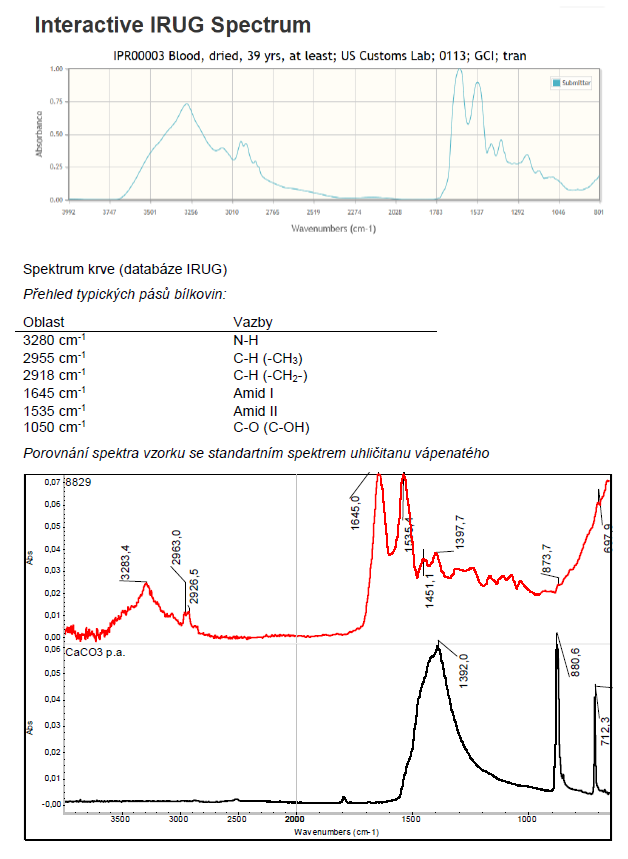 Interactive IRUG Spectrum
IPR00003 Blood, dried, 39 yrs, at least; US Customs Lab; 0113; GCI; tran
1.00
0.75
0.50
0.25
0.00
Absorbance
Submitter
3992 3747 3501 3256 3010 2765 2519 2274 2028 1783 1537 1292 1046 801
Wavenumbers (cm-1)
Spektrum krve (databáze IRUG)
Přehled typických pásů bílkovin:
Oblast Vazby
3280 cm-1 N-H
2955 cm-1 C-H (-CH3)
2918 cm-1 C-H (-CH2-)
1645 cm-1 Amid I
1535 cm-1 Amid II
1050 cm-1 C-O (C-OH)
Porovnání spektra vzorku se standartním spektrem uhličitanu vápenatého
8829
0,07
0,06
0,05
0,04
0,03
0,02
0,01
0,00
Abs
3283,4
2963,0
2926,5
1645,0
1535,4
1451,1
1397,7
873,7
697,9
CaCO3 p.a.
0,06
0,05
0,04
0,03
0,02
0,01
-0,00
Abs
1392,0
880,6
712,3
3500 3000 2500 2000 1500 1000
Wavenumbers (cm-1)